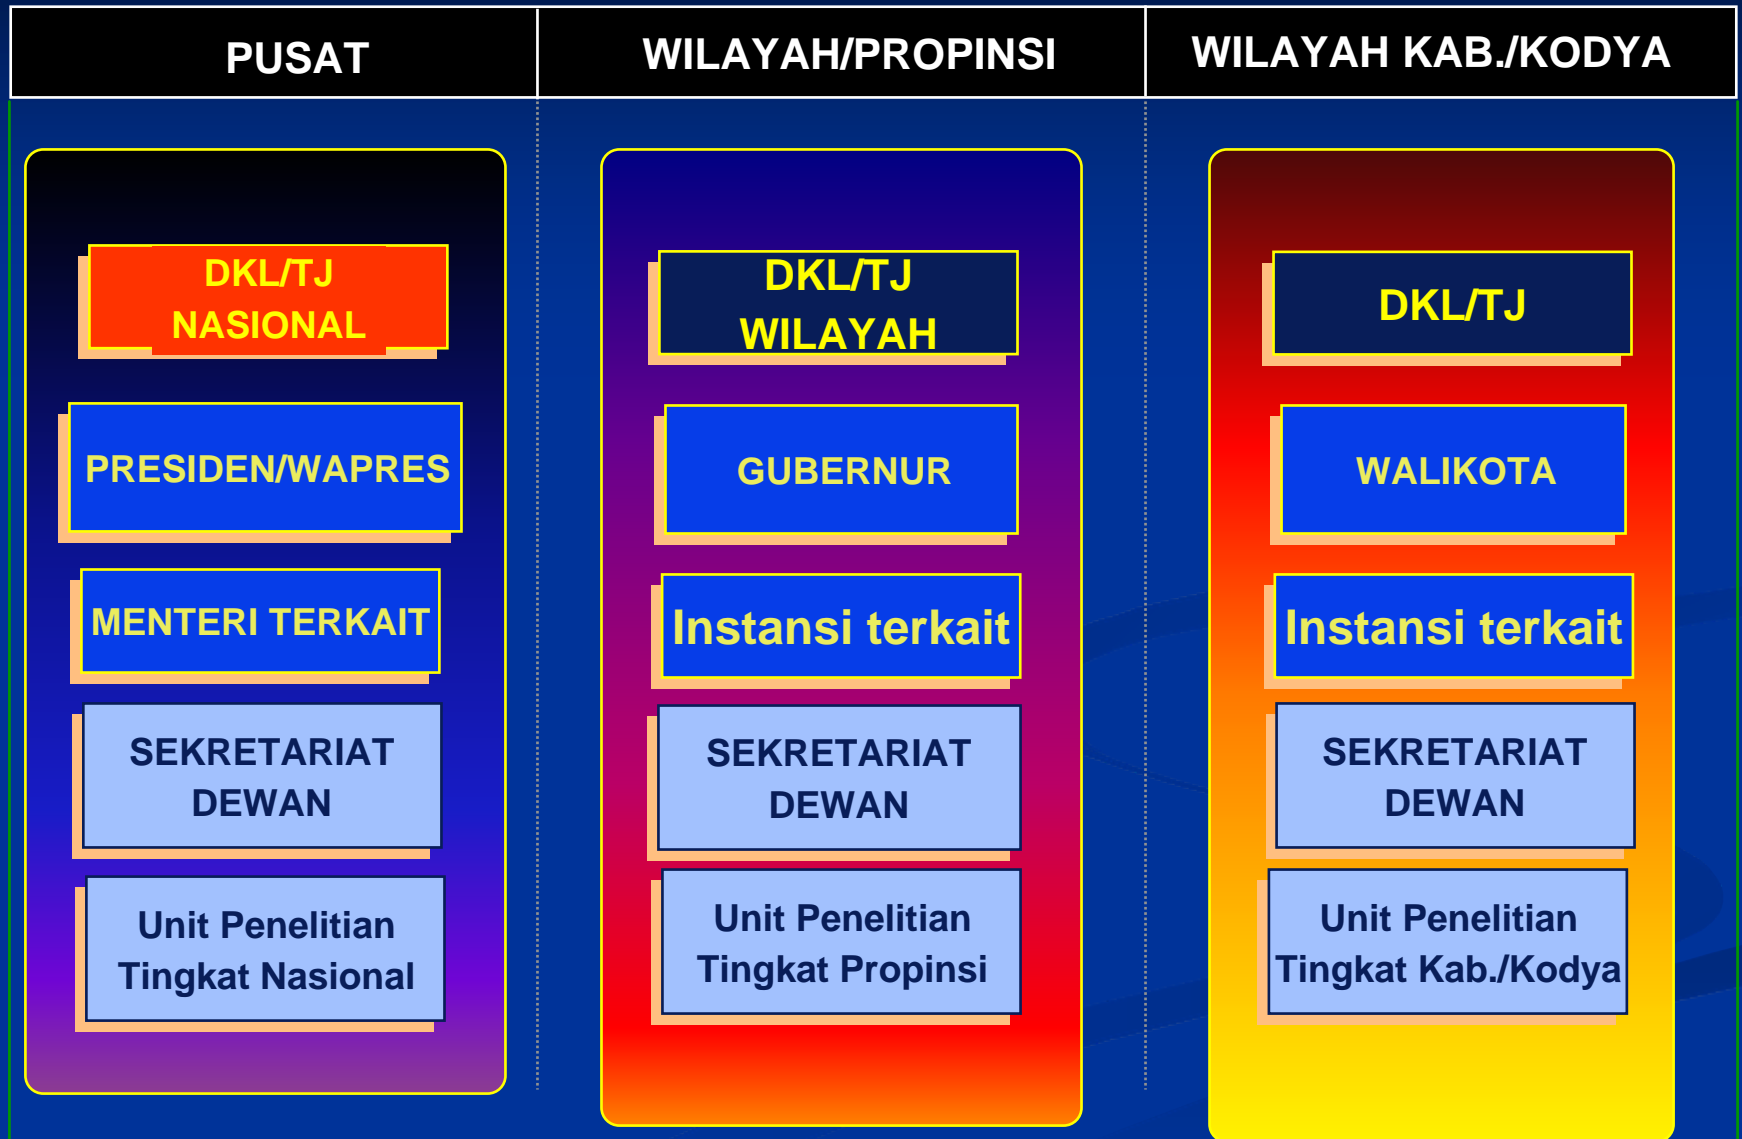 PUSAT
WILAYAH/PROPINSI
WILAYAH KAB./KODYA
DKL/TJ
NASIONAL
PRESIDEN/WAPRES
MENTERI TERKAIT
SEKRETARIAT
DEWAN
Unit Penelitian
Tingkat Nasional
DKL/TJ
WILAYAH
GUBERNUR
Instansi terkait
SEKRETARIAT
DEWAN
Unit Penelitian
Tingkat Propinsi
DKL/TJ
WALIKOTA
Instansi terkait
SEKRETARIAT
DEWAN
Unit Penelitian
Tingkat Kab./Kodya